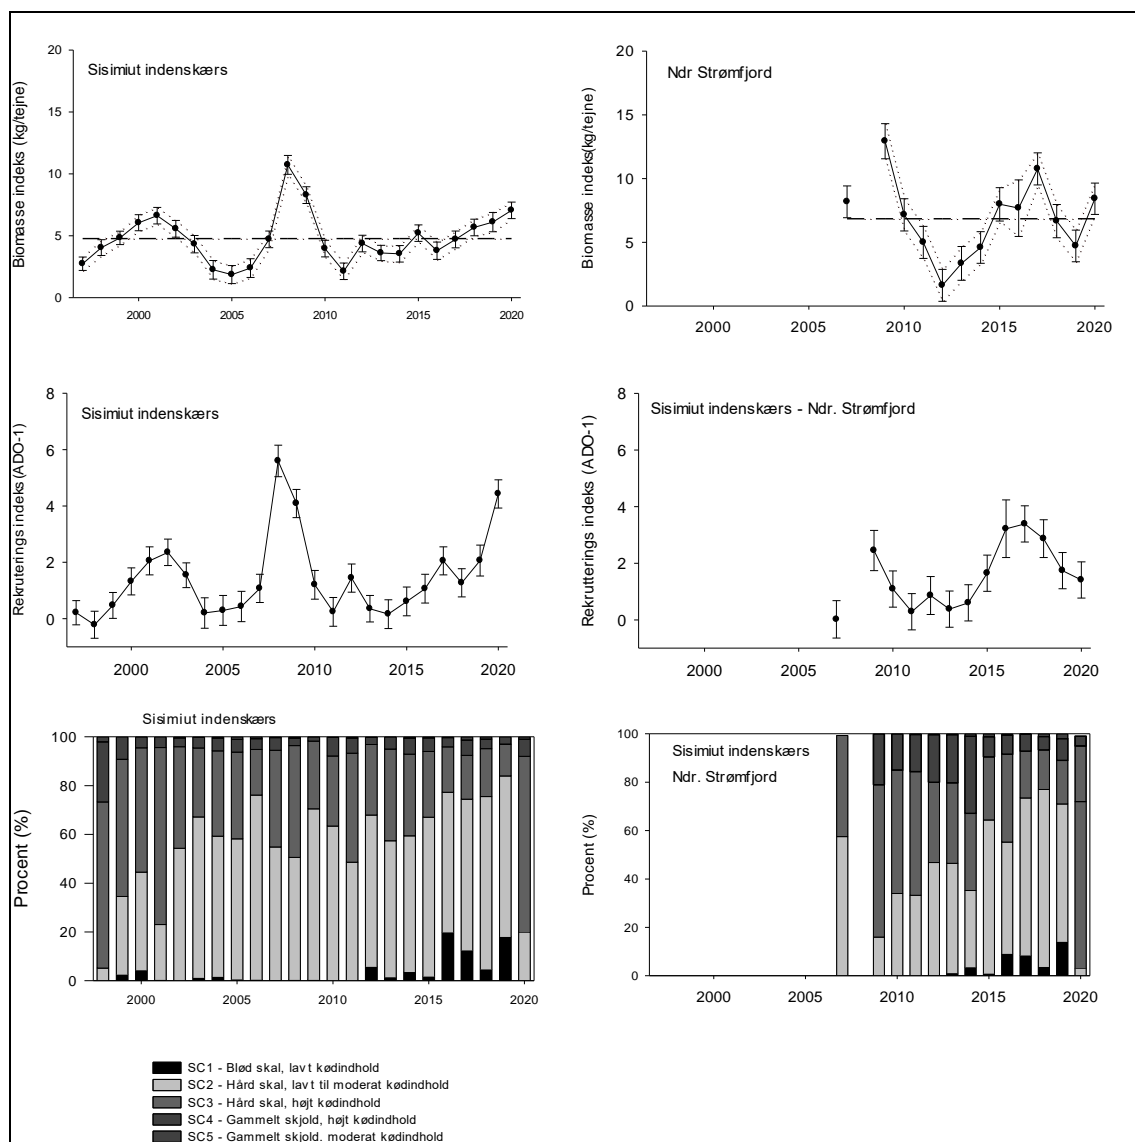 Sisimiut indenskærs
Biomasse indeks (kg/tejne)
20
15
10
5
0
2000 2005 2010 2015 2020
Ndr Strømfjord
Biomasse indeks(kg/tejne)
20
15
10
5
0
2000 2005 2010 2015 2020
Sisimiut indenskærs
Rekruterings indeks (ADO-1)
8
6
4
2
0
2000 2005 2010 2015 2020
Sisimiut indenskærs - Ndr. Strømfjord
Rekrutterings indeks (ADO-1)
8
6
4
2
0
2000 2005 2010 2015 2020
Sisimiut indenskærs
Procent (%)
100
80
60
40
20
0
2000 2005 2010 2015 2020
Sisimiut indenskærs
Ndr. Strømfjord
Procent (%)
100
80
60
40
20
0
2000 2005 2010 2015 2020
SC1 - Blød skal, lavt kødindhold
SC2 - Hård skal, lavt til moderat kødindhold
SC3 - Hård skal, højt kødindhold
SC4 - Gammelt skjold, højt kødindhold
SC5 - Gammelt skjold, moderat kødindhold